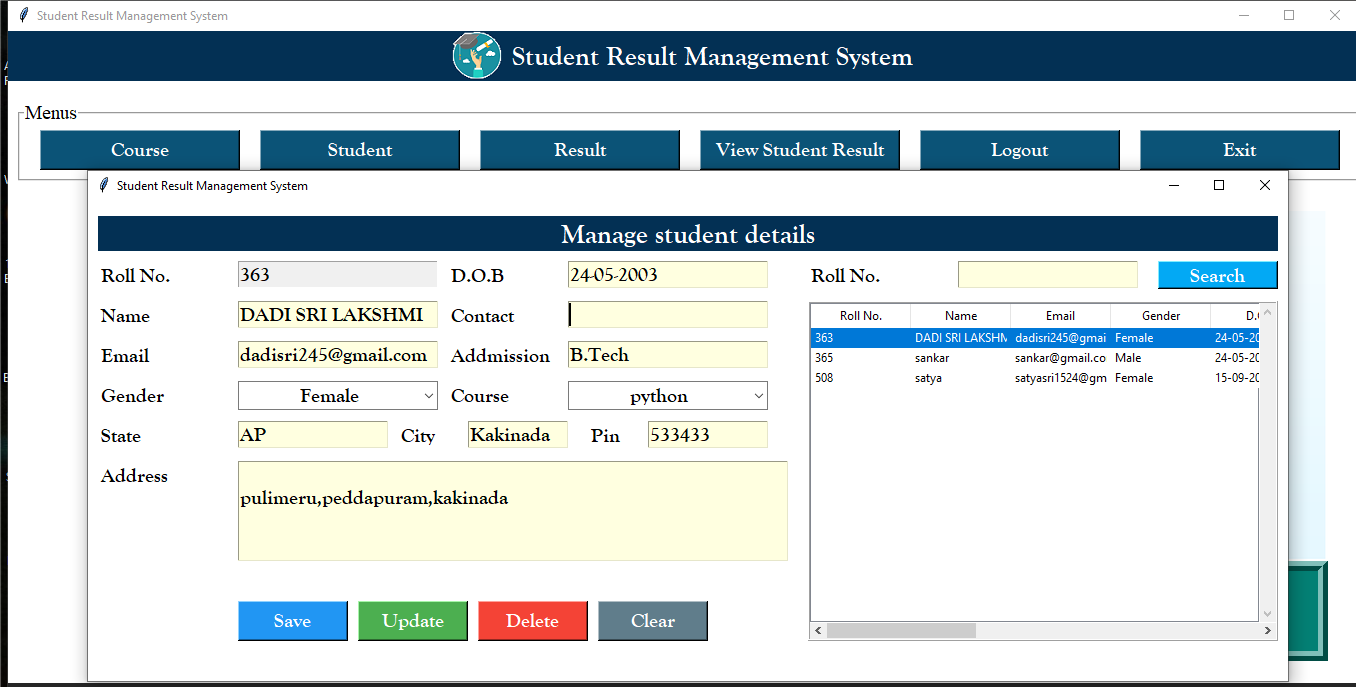 Student Result Management System
Student Result Management System
Menus
Course Student Result View Student Result Logout Exit
Student Result Management System
Manage student details
Roll No. 363 D.O.B 24-05-2003 Roll No. Search
Name DADI SRI LAKSHMI Contact
Email dadisri245@gmail.com Addmission B.Tech
Gender Female Course python
State AP City Kakinada Pin 533433
Address pulimeru,peddapuram,kakinada
Save Update Delete Clear
Roll No. Name Email Gender D.
363 DADI SRI LAKSHM dadisri245@gmai Female 24-05-20
365 sankar sankar@gmail.co Male 24-05-20
508 satya satyasri1524@gm Female 15-09-20